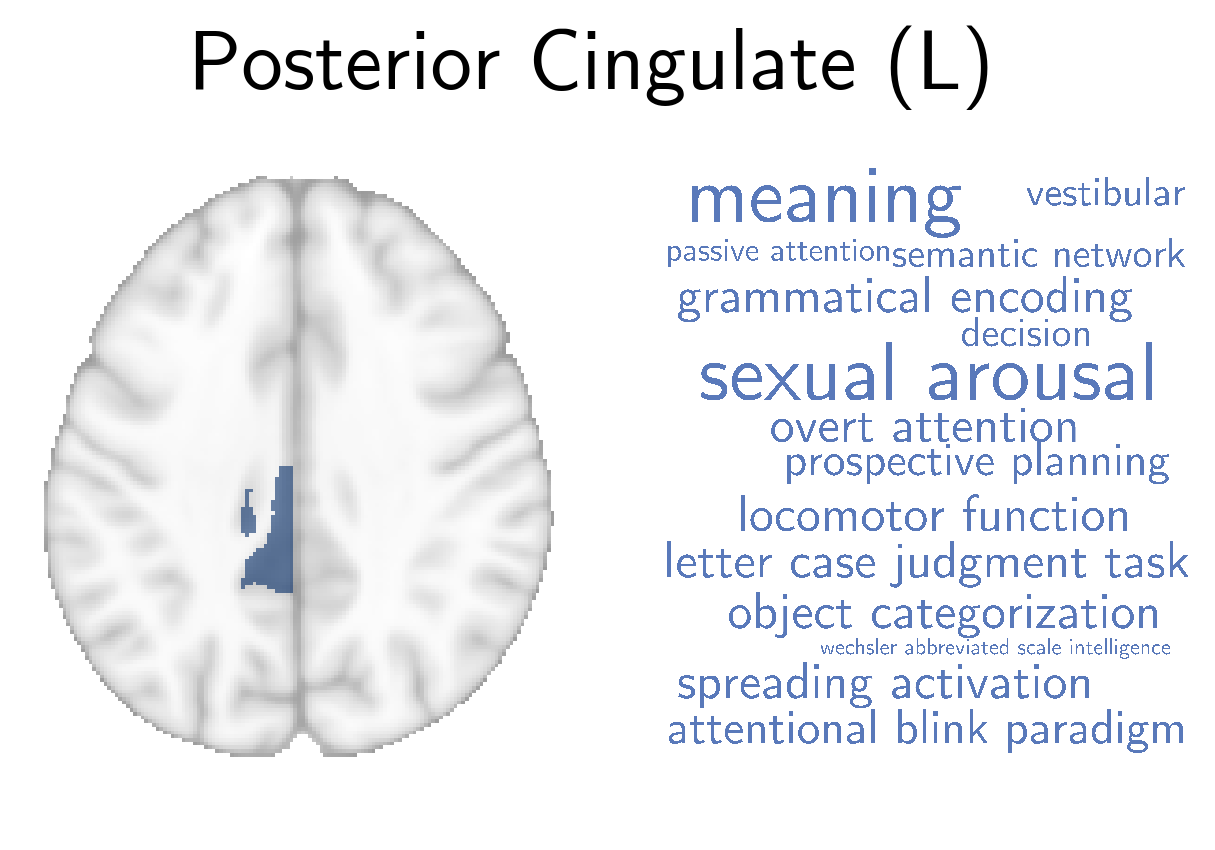 Posterior Cingulate (L)
meaning vestibular
passive attention semantic network
grammatical encoding
decision
sexual arousal
overt attention
prospective planning
locomotor function
letter case judgment task
object categorization
wechsler abbreviated scale intelligence
spreading activation
attentional blink paradigm